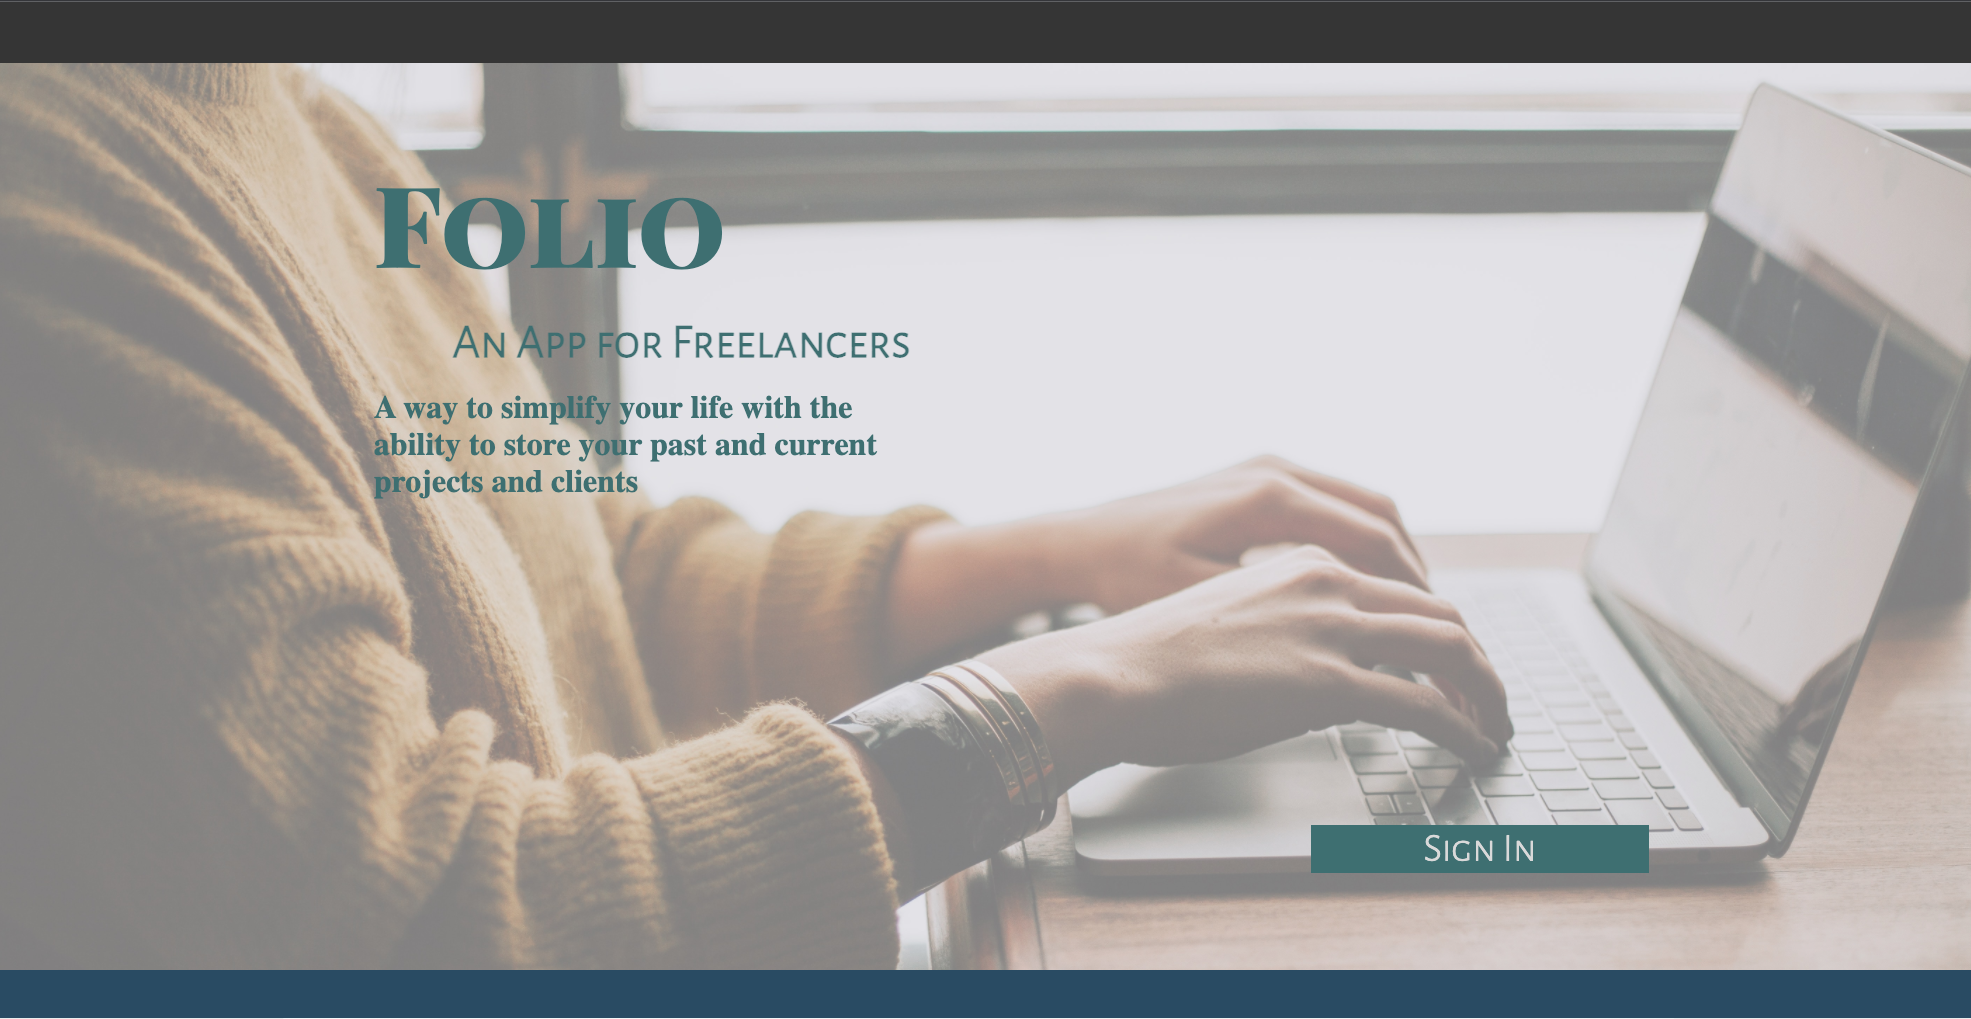 Folio
An App for Freelancers
A way to simplify your life with the
ability to store your past and current
projects and clients
Sign In